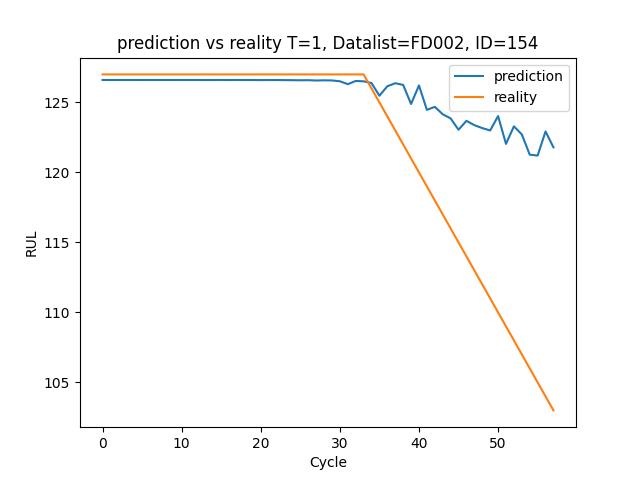 prediction vs reality T=1, Datalist=FD002, ID=154
prediction
reality
125
120
115
110
105
RUL
0 10 20 30 40 50
Cycle